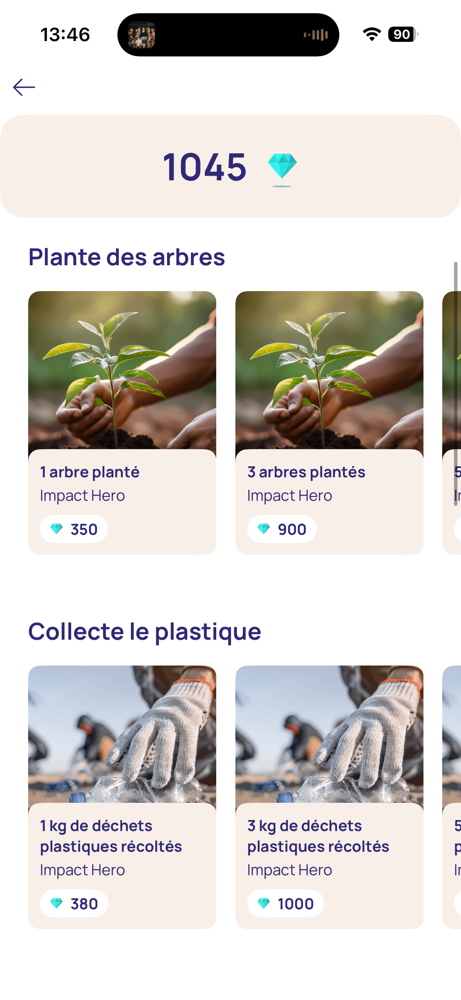 13:46
90
1045
Plante des arbres
1 arbre planté
Impact Hero
350
3 arbres plantés
Impact Hero
900
5
Collecte le plastique
1 kg de déchets
plastiques récoltés
Impact Hero
380
3 kg de déchets
plastiques récoltés
Impact Hero
1000
5